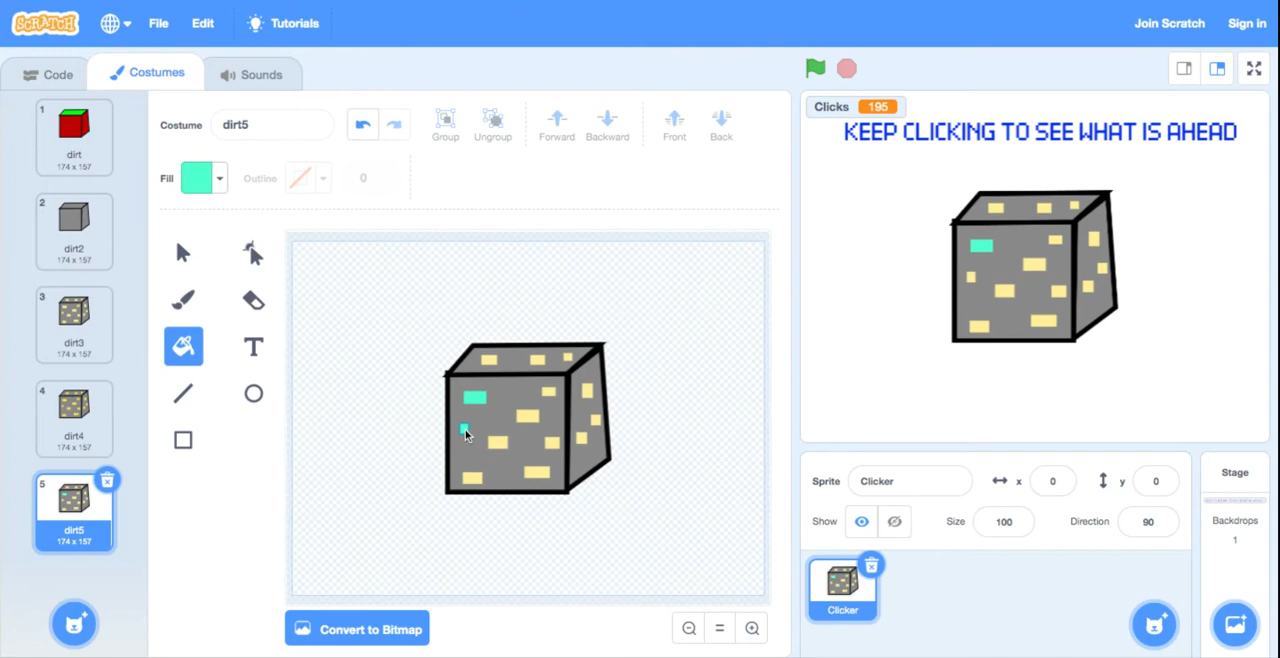 SCRATCH File Edit Tutorials Join Scratch Sign in
Code Costumes Sounds
1
dirt
174 x 157
2
dirt2
174 x 157
3
dirt3
174 x 157
4
dirt4
174 x 157
5
dirt5
174 x 157
Costume dirt5
Group Ungroup Forward Backward Front Back
Fill Outline 0
Convert to Bitmap
Clicks 195
KEEP CLICKING TO SEE WHAT IS AHEAD
Sprite Clicker x 0 y 0
Show Size 100 Direction 90
Clicker
Stage
Backdrops
1